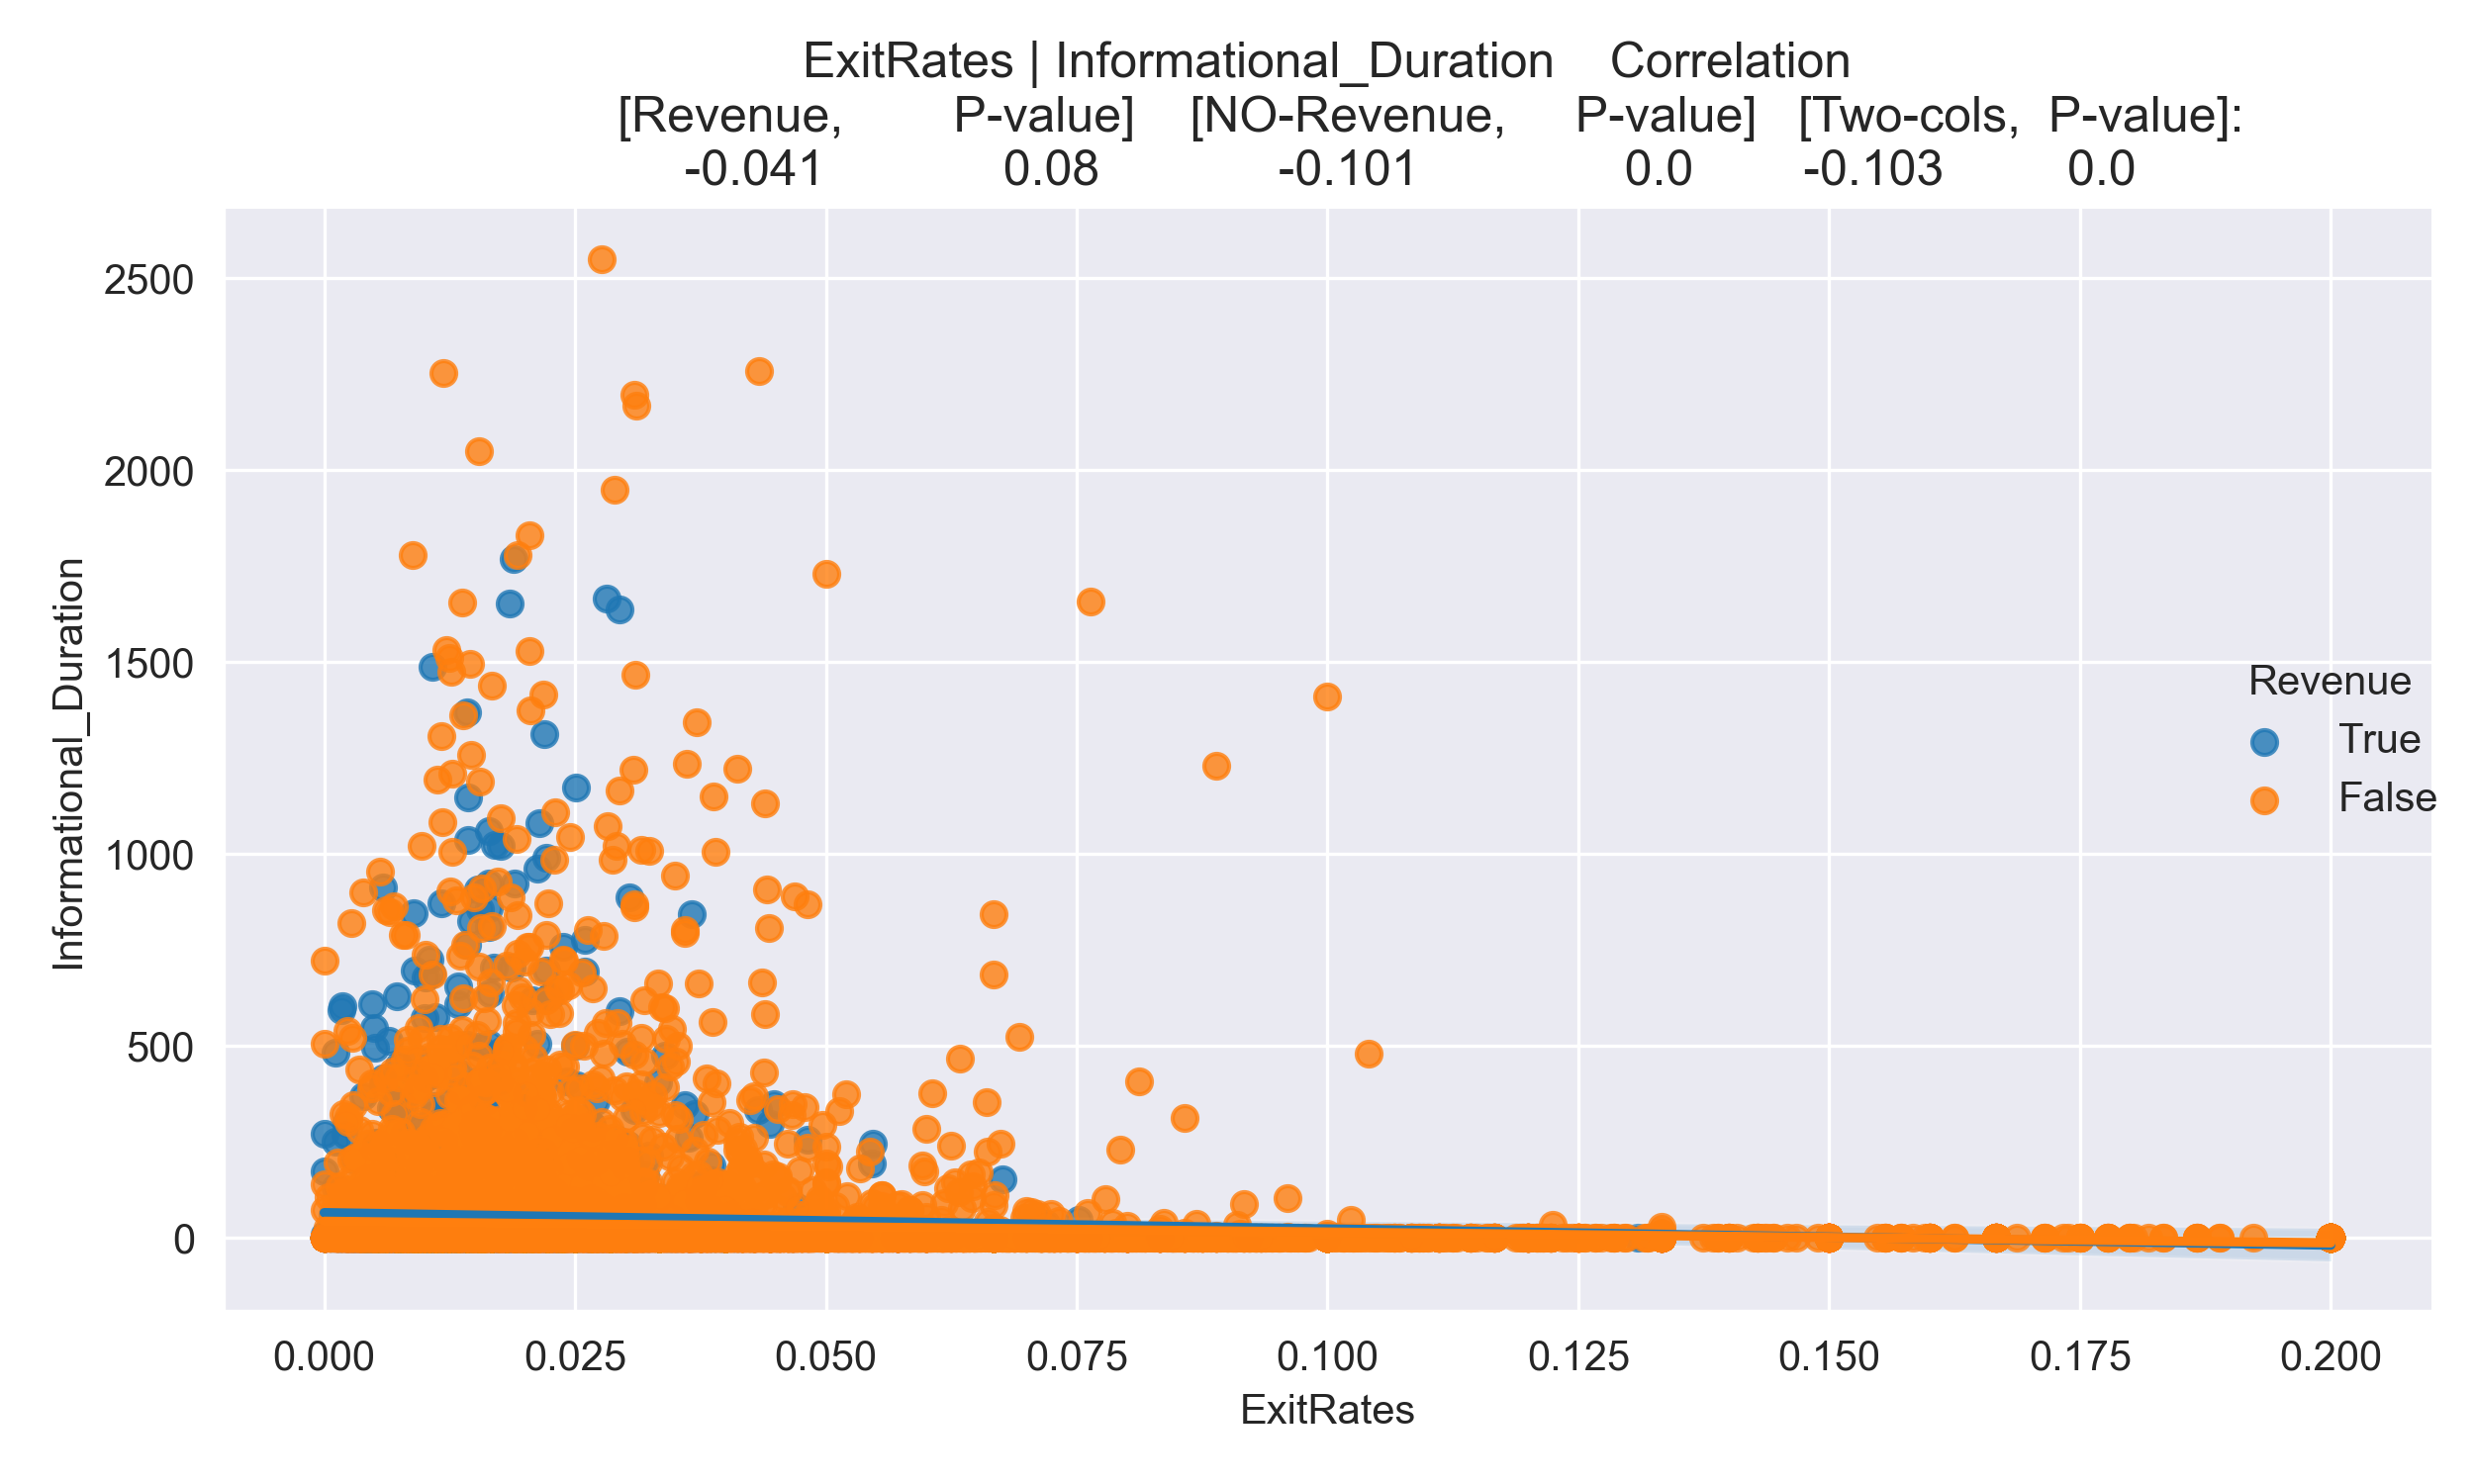 ExitRates | Informational_Duration    Correlation
[Revenue,        P-value]    [NO-Revenue,     P-value]   [Two-cols,  P-value]:
-0.041             0.08             -0.101               0.0        -0.103         0.0
2500
2000
1500
1000
500
0
Informational_Duration
Revenue
True
False
0.000 0.025 0.050 0.075 0.100 0.125 0.150 0.175 0.200
ExitRates